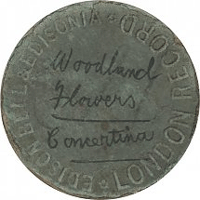 EDISON BELL & EDISONIA * LONDON * RECORD
Woodland
Flowers
Concertina